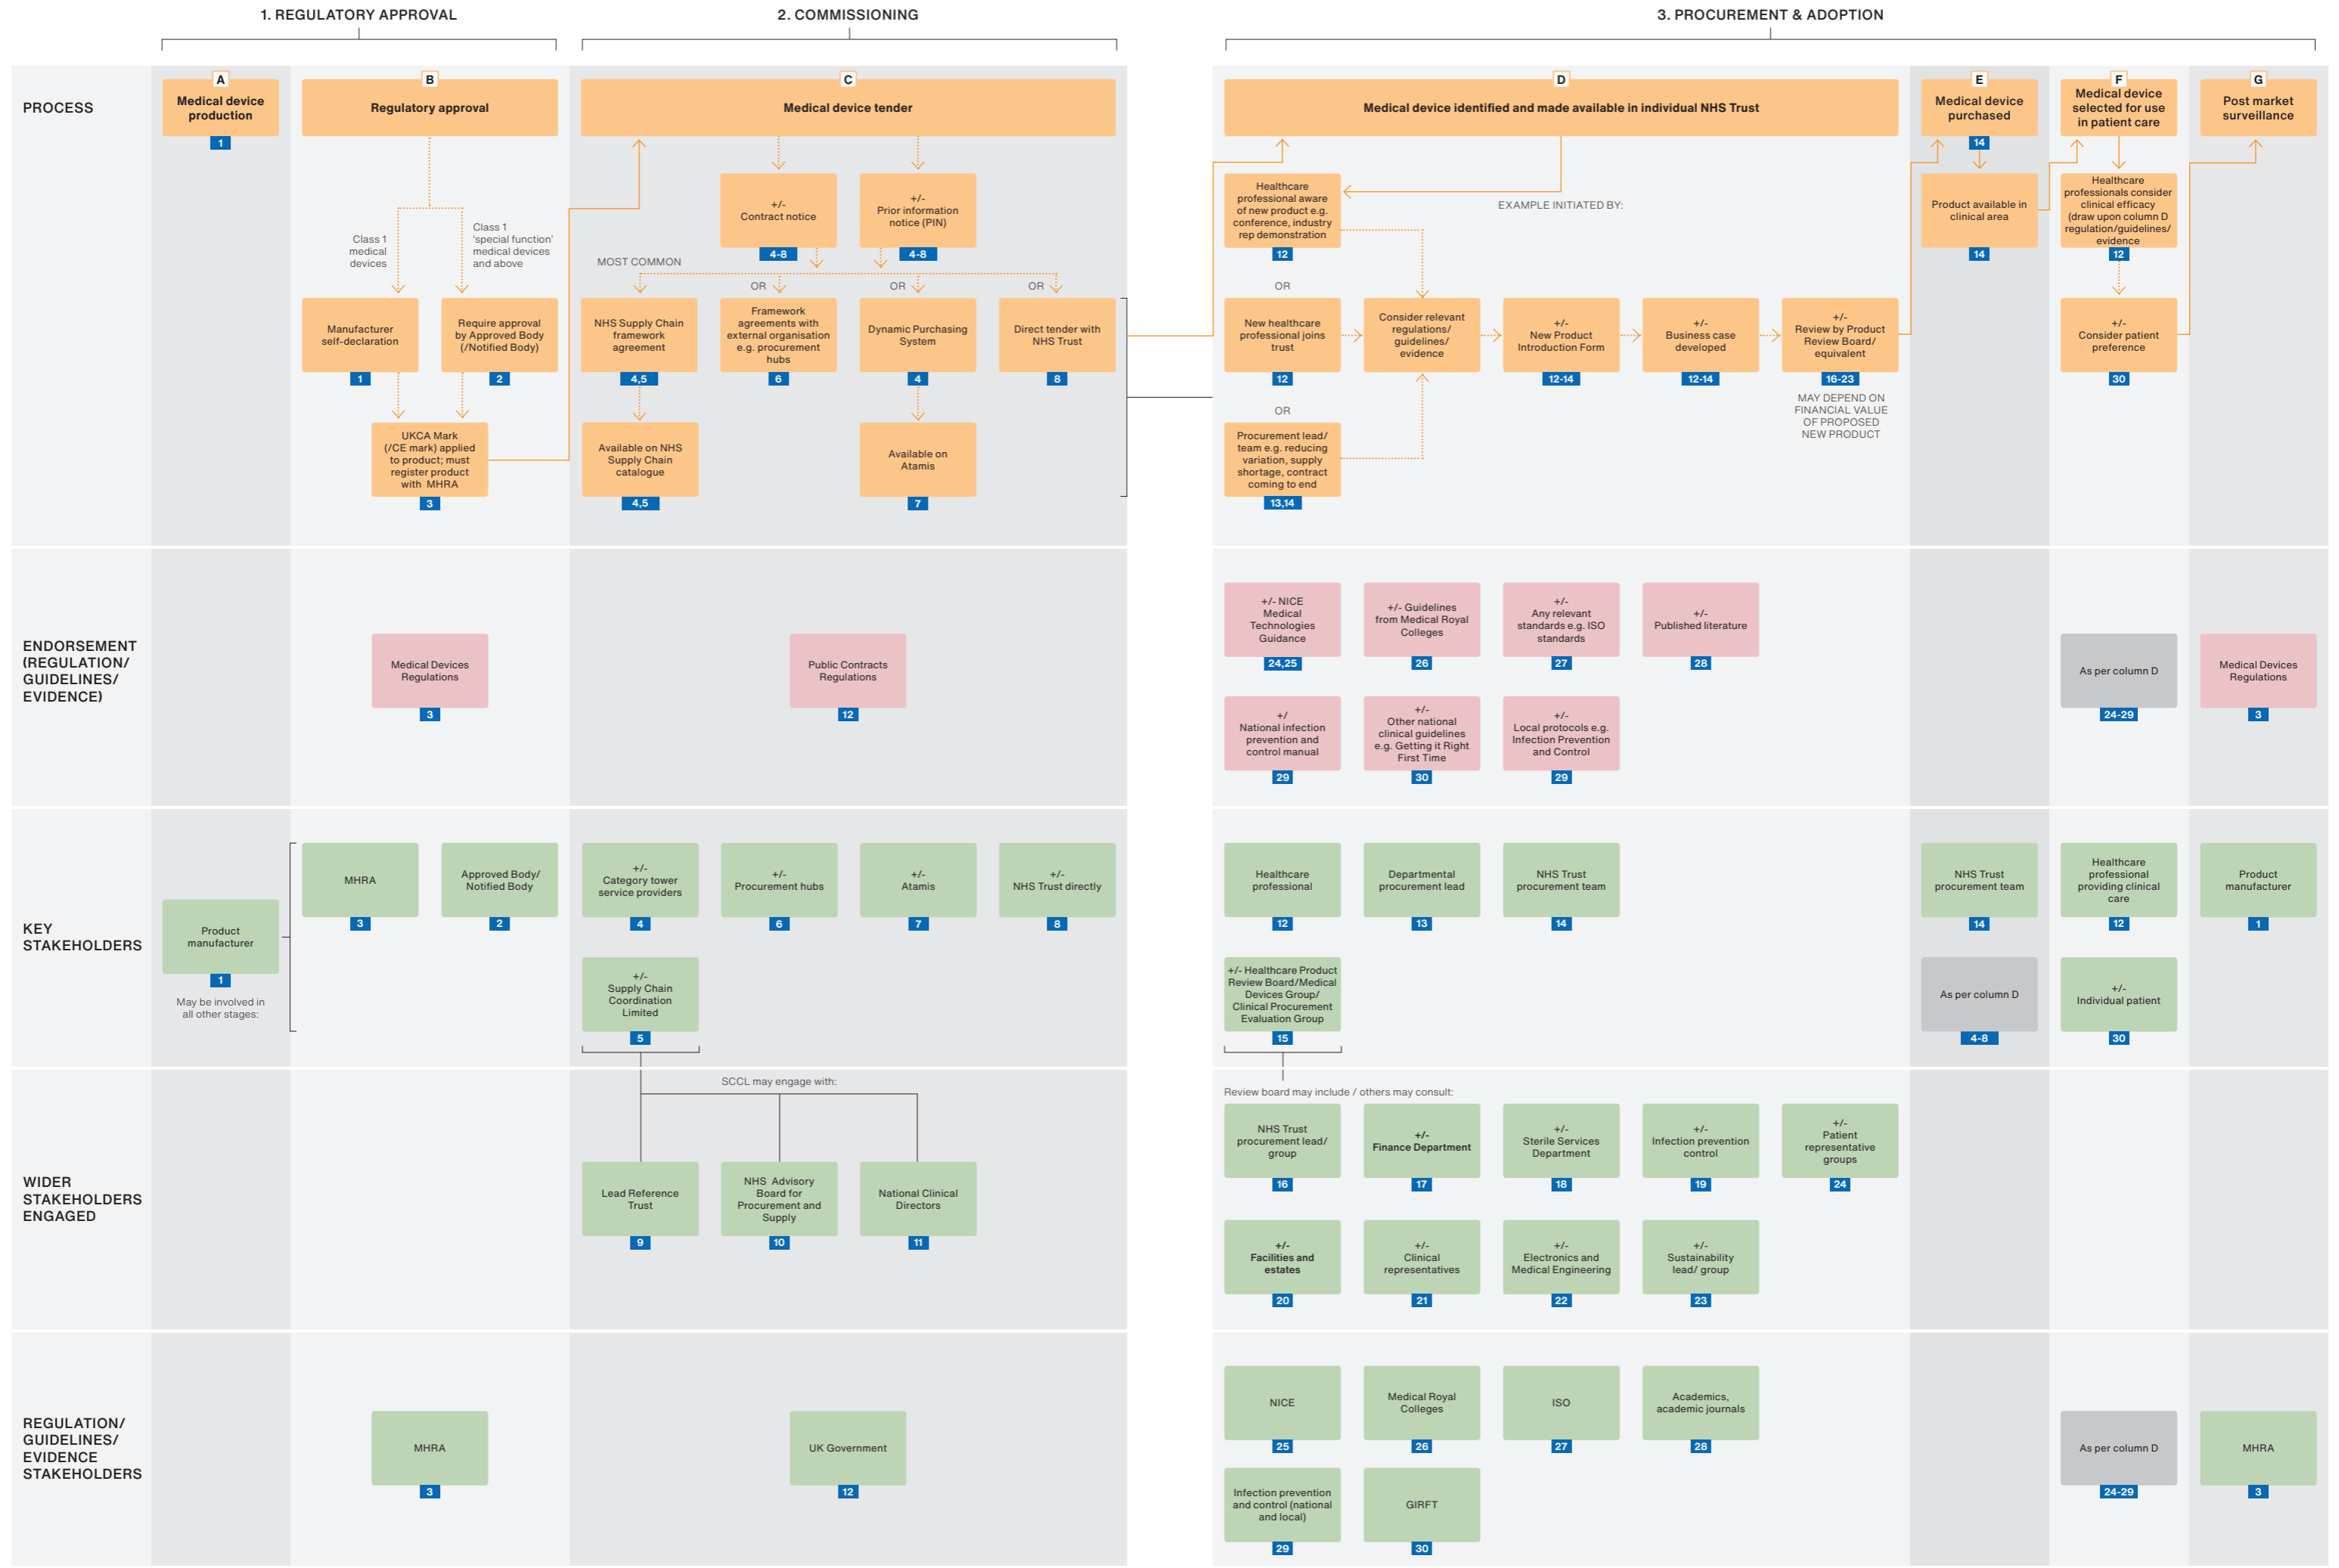 1. REGULATORY APPROVAL
2. COMMISSIONING
3. PROCUREMENT & ADOPTION
PROCESS
A
Medical device
production
1
B
Regulatory approval
Class 1
medical
devices
Class 1
‘special function’
medical devices
and above
Manufacturer
self-declaration
1
Require approval
by Approved Body
(/Notified Body)
2
UKCA Mark
(/CE mark) applied
to product; must
register product
with MHRA
3
C
Medical device tender
+/-
Contract notice
4-8
+/-
Prior information
notice (PIN)
4-8
MOST COMMON
OR
OR
OR
NHS Supply Chain
framework
agreement
4,5
Framework
agreements with
external organisation
e.g. procurement
hubs
6
Dynamic Purchasing
System
4
Direct tender with
NHS Trust
8
Available on NHS
Supply Chain
catalogue
4,5
Available on
Atamis
7
D
Medical device identified and made available in individual NHS Trust
Healthcare
professional aware
of new product e.g.
conference, industry
rep demonstration
12
EXAMPLE INITIATED BY:
OR
New healthcare
professional joins
trust
12
Consider relevant
regulations/
guidelines/
evidence
+/-
New Product
Introduction Form
12-14
+/-
Business case
developed
12-14
+/-
Review by Product
Review Board/
equivalent
16-23
MAY DEPEND ON
FINANCIAL VALUE
OF PROPOSED
NEW PRODUCT
OR
Procurement lead/
team e.g. reducing
variation, supply
shortage, contract
coming to end
13,14
E
Medical device
purchased
14
Product available in
clinical area
14
F
Medical device
selected for use
in patient care
Healthcare
professionals consider
clinical efficacy
(draw upon column D
regulation/guidelines/
evidence
12
+/-
Consider patient
preference
30
G
Post market
surveillance
ENDORSEMENT
(REGULATION/
GUIDELINES/
EVIDENCE)
Medical Devices
Regulations
3
Public Contracts
Regulations
12
+/- NICE
Medical
Technologies
Guidance
24,25
+/- Guidelines
from Medical Royal
Colleges
26
+/-
Any relevant
standards e.g. ISO
standards
27
+/-
Published literature
28
+/
National infection
prevention and
control manual
29
+/-
Other national
clinical guidelines
e.g. Getting it Right
First Time
30
+/-
Local protocols e.g.
Infection Prevention
and Control
29
As per column D
24-29
Medical Devices
Regulations
3
KEY
STAKEHOLDERS
Product
manufacturer
1
May be involved in
all other stages:
MHRA
3
Approved Body/
Notified Body
2
+/-
Category tower
service providers
4
+/-
Procurement hubs
6
+/-
Atamis
7
+/-
NHS Trust directly
8
+/-
Supply Chain
Coordination
Limited
5
Healthcare
professional
12
Departmental
procurement lead
13
NHS Trust
procurement team
14
+/- Healthcare Product
Review Board/Medical
Devices Group/
Clinical Procurement
Evaluation Group
15
NHS Trust
procurement team
14
As per column D
4-8
Healthcare
professional
providing clinical
care
12
+/-
Individual patient
30
Product
manufacturer
1
WIDER
STAKEHOLDERS
ENGAGED
SCCL may engage with:
Lead Reference
Trust
9
NHS Advisory
Board for
Procurement and
Supply
10
National Clinical
Directors
11
Review board may include / others may consult:
NHS Trust
procurement lead/
group
16
+/-
Finance Department
17
+/-
Sterile Services
Department
18
+/-
Infection prevention
control
19
+/-
Patient
representative
groups
24
+/-
Facilities and
estates
20
+/-
Clinical
representatives
21
+/-
Electronics and
Medical Engineering
22
+/-
Sustainability
lead/ group
23
REGULATION/
GUIDELINES/
EVIDENCE
STAKEHOLDERS
MHRA
3
UK Government
12
NICE
25
Medical Royal
Colleges
26
ISO
27
Academics,
academic journals
28
Infection prevention
and control (national
and local)
29
GIRFT
30
As per column D
24-29
MHRA
3